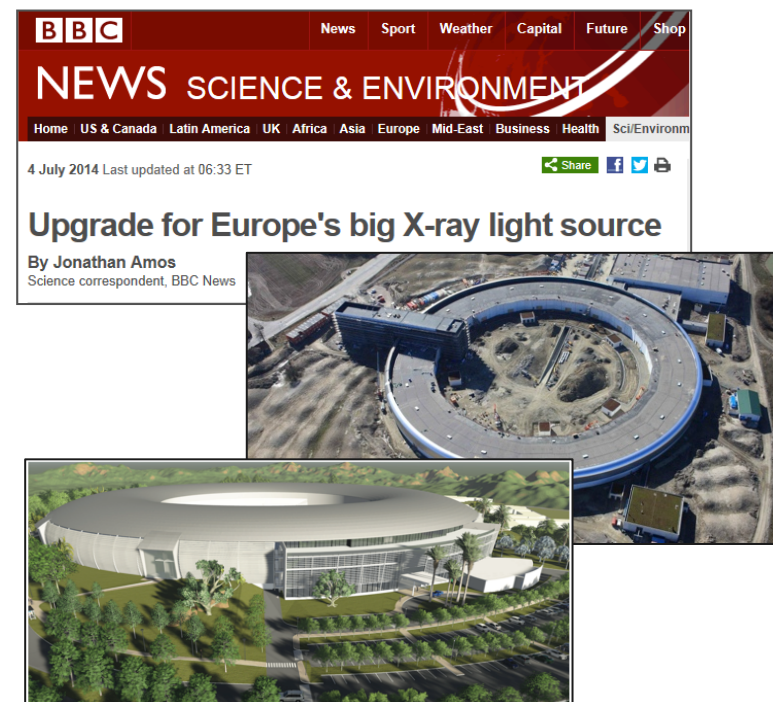 BBC News Sport Weather Capital Future Shop
NEWS SCIENCE & ENVIRONMENT
Home US & Canada Latin America UK Africa Asia Europe Mid-East Business Health Sci/Environm
4 July 2014 Last updated at 06:33 ET Share
Upgrade for Europe's big X-ray light source
By Jonathan Amos
Science correspondent, BBC News